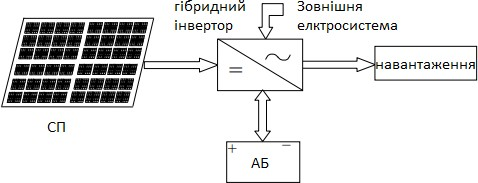 гібридний
інвертор
Зовнішня
елктросистема
навантаження
СП
+ −
АБ